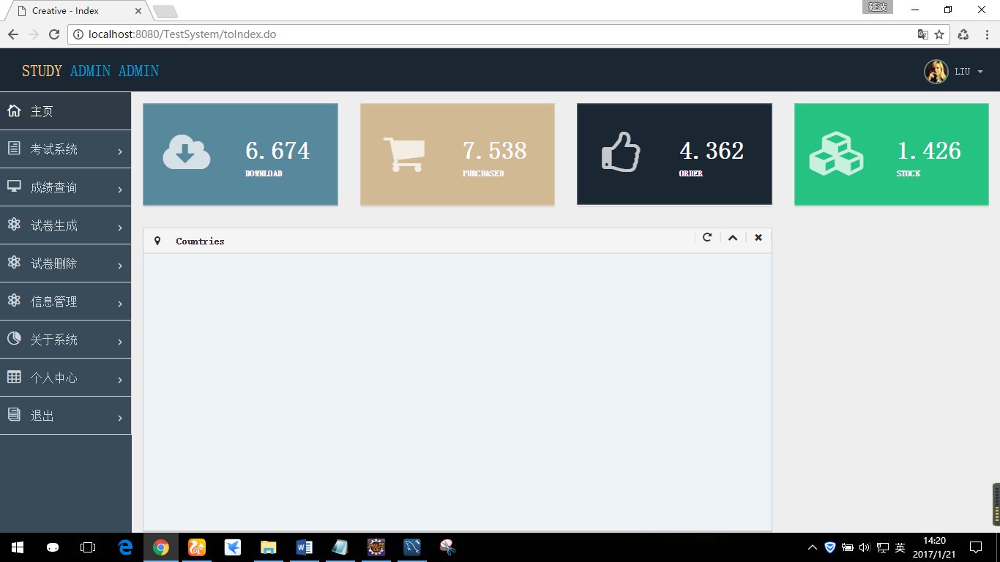 Creative - Index
延波
localhost:8080/TestSystem/toIndex.do
STUDY ADMIN ADMIN
LIU
主页
考试系统
成绩查询
试卷生成
试卷删除
信息管理
关于系统
个人中心
退出
6.674
DOWNLOAD
7.538
PURCHASED
4.362
ORDER
1.426
STOCK
Countries
英
14:20
2017/1/21